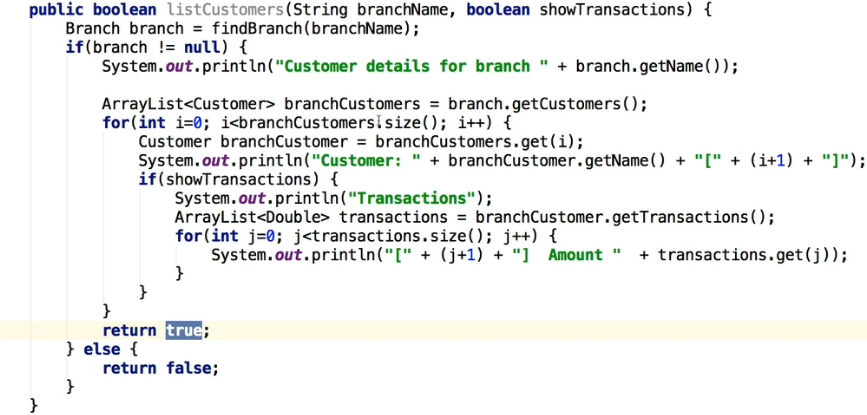 public boolean listCustomers(String branchName, boolean showTransactions) {
    Branch branch = findBranch(branchName);
    if(branch != null) {
        System.out.println("Customer details for branch " + branch.getName());

        ArrayList<Customer> branchCustomers = branch.getCustomers();
        for(int i=0; i<branchCustomers.size(); i++) {
            Customer branchCustomer = branchCustomers.get(i);
            System.out.println("Customer: " + branchCustomer.getName() + "[" + (i+1) + "]");
            if(showTransactions) {
                System.out.println("Transactions");
                ArrayList<Double> transactions = branchCustomer.getTransactions();
                for(int j=0; j<transactions.size(); j++) {
                    System.out.println("[" + (j+1) + "]  Amount "  + transactions.get(j));
                }
            }
        }
        return true;
    } else {
        return false;
    }
}